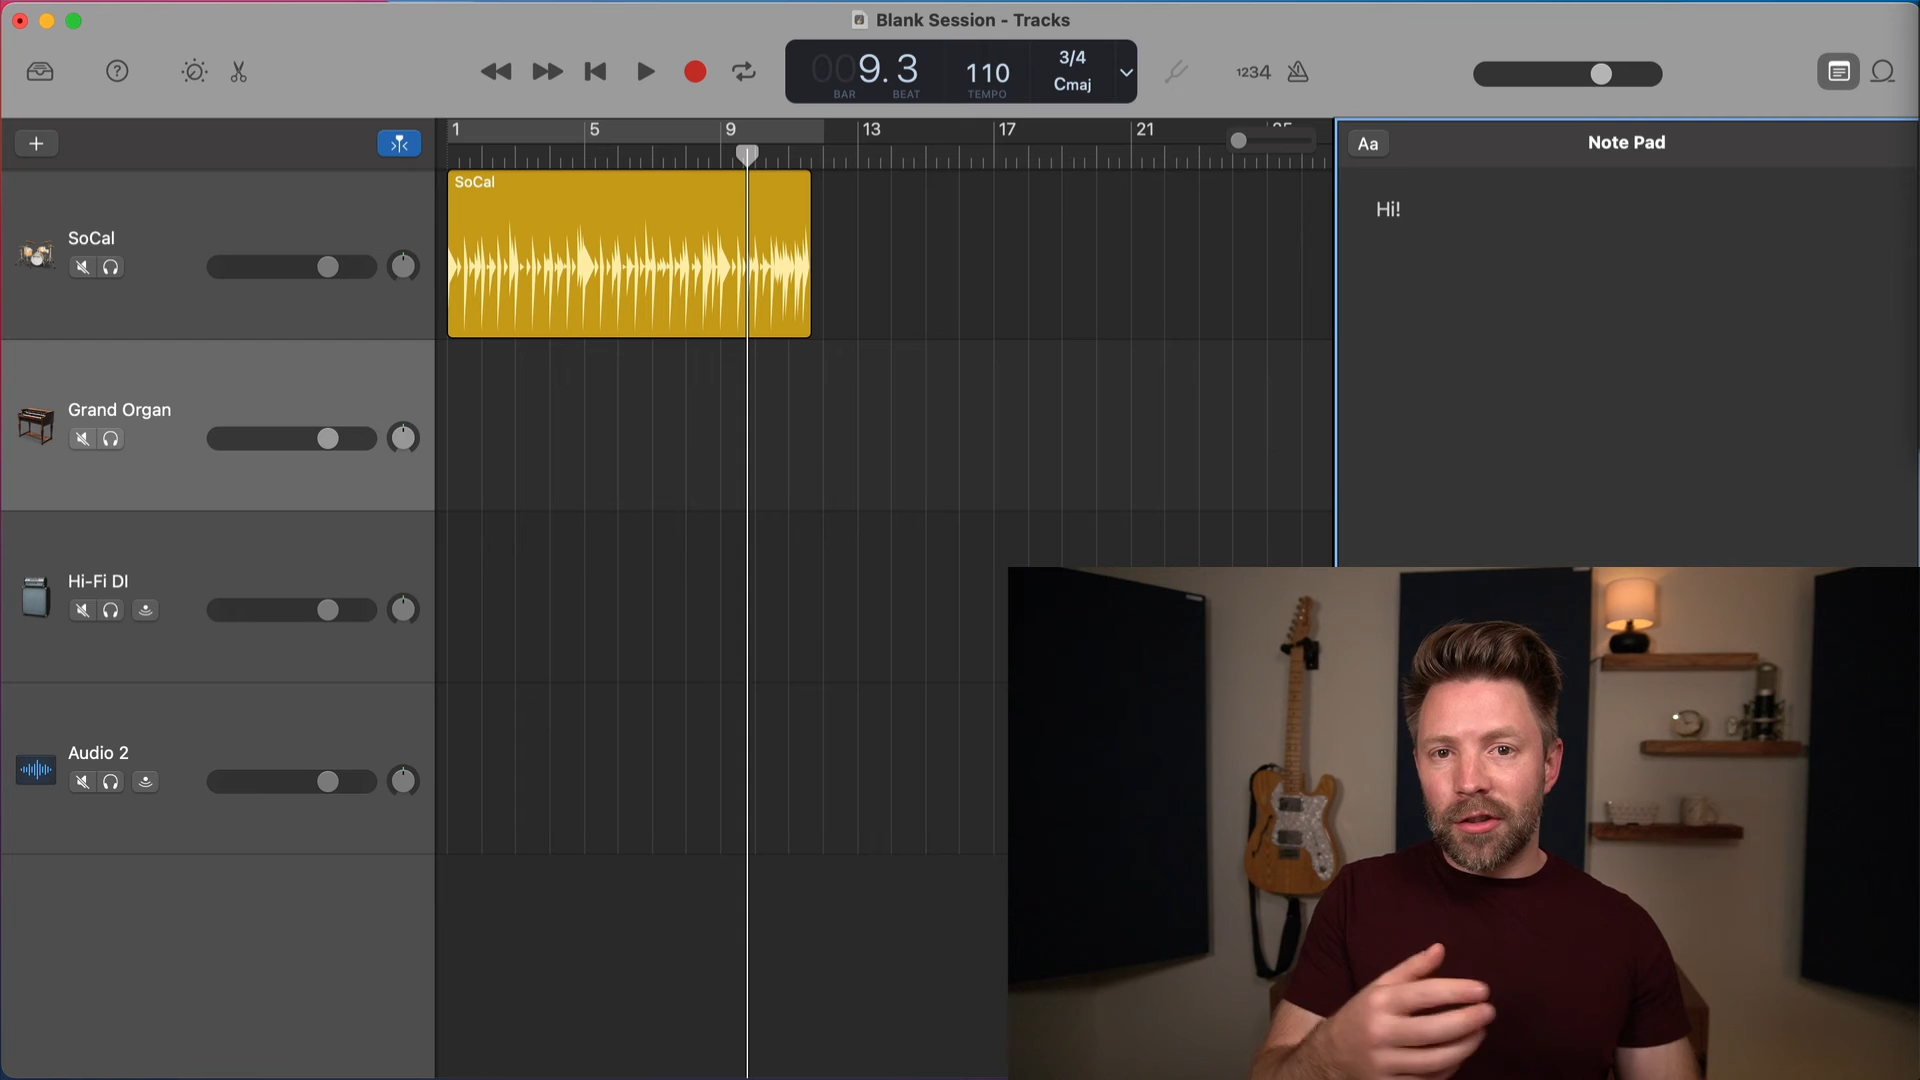 Blank Session - Tracks
009.3
BAR
BEAT
110
TEMPO
3/4
Cmaj
1234
1
5
9
13
17
21
Aa
Note Pad
Hi!
SoCal
SoCal
Grand Organ
Hi-Fi DI
Audio 2